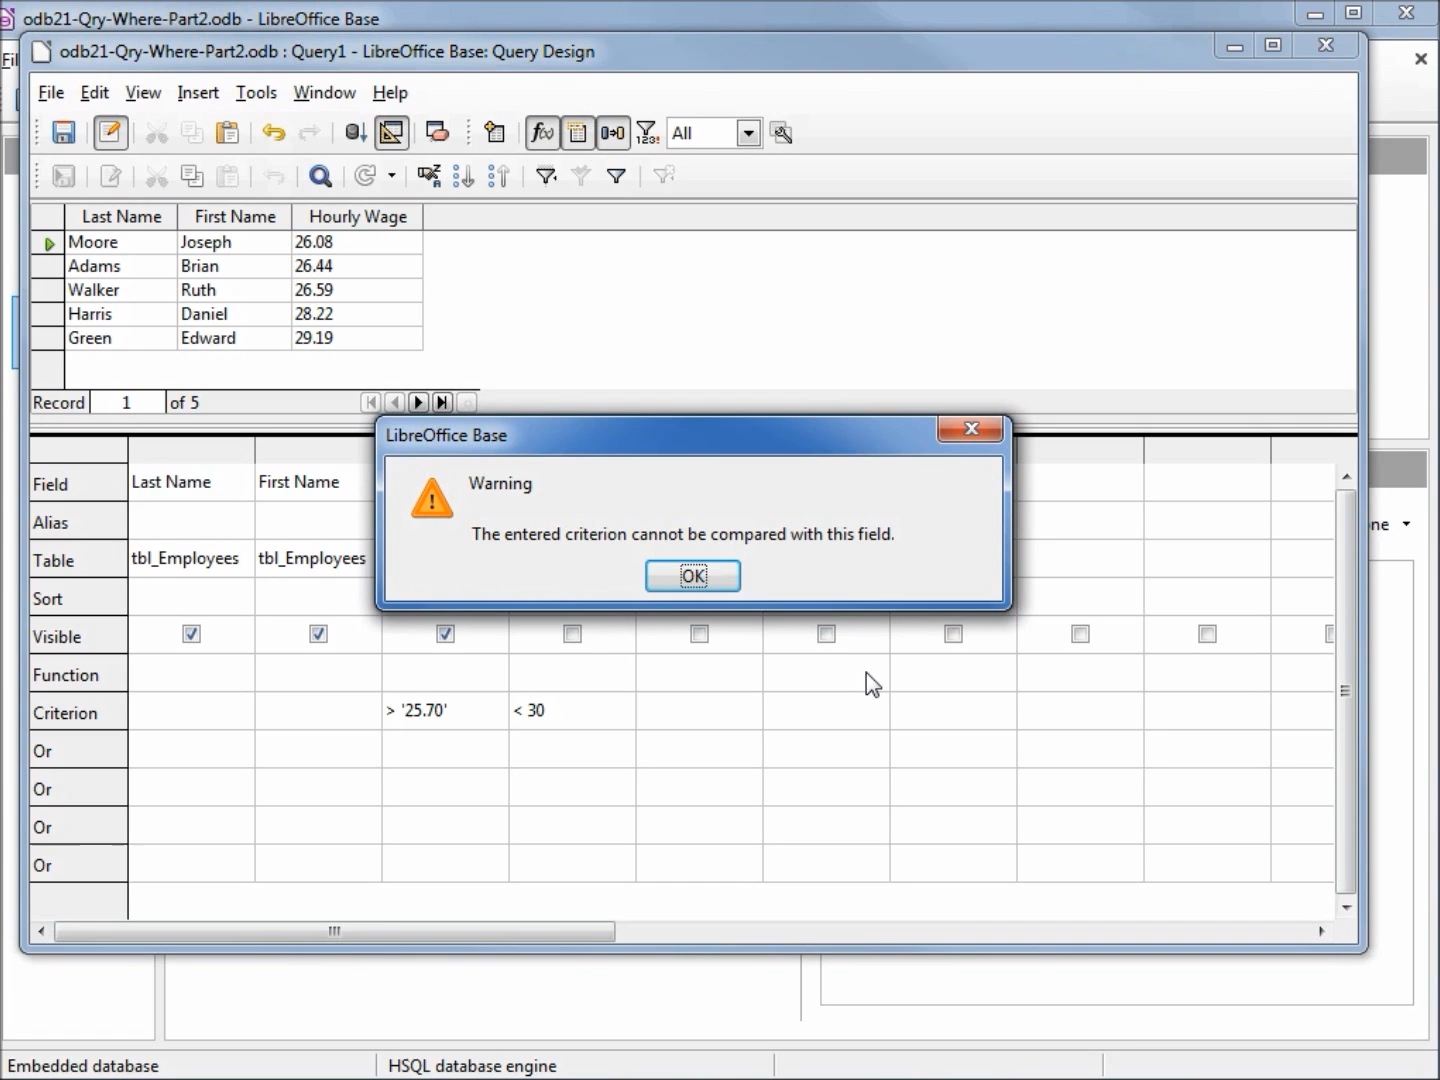 odb21-Qry-Where-Part2.odb - LibreOffice Base
odb21-Qry-Where-Part2.odb : Query1 - LibreOffice Base: Query Design
Fil
File Edit View Insert Tools Window Help
All
Last Name First Name Hourly Wage
Moore Joseph 26.08
Adams Brian 26.44
Walker Ruth 26.59
Harris Daniel 28.22
Green Edward 29.19
Record 1 of 5
LibreOffice Base
Warning
The entered criterion cannot be compared with this field.
OK
Field Last Name First Name
Alias
ne
Table tbl_Employees tbl_Employees
Sort
Visible
Function
Criterion > '25.70' < 30
Or
Or
Or
Or
Embedded database HSQL database engine